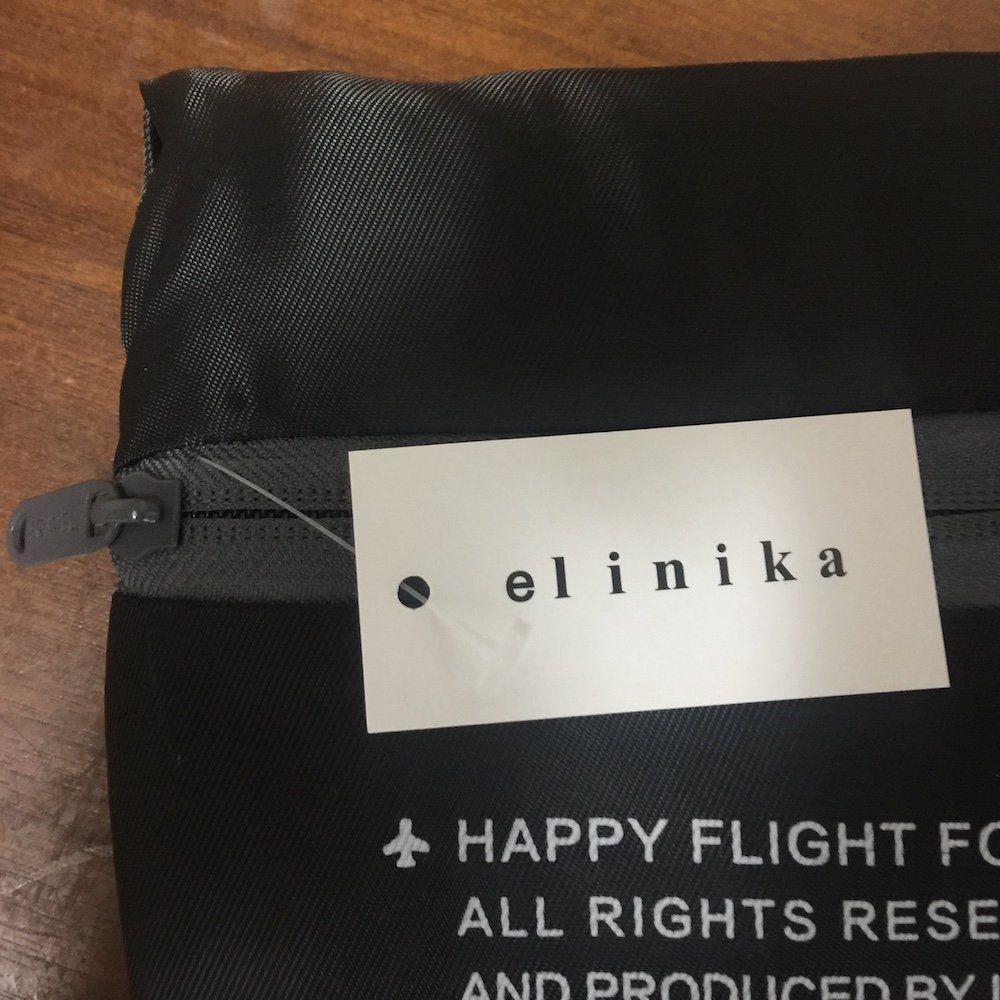 elinika
HAPPY FLIGHT FO
ALL RIGHTS RESE
AND PRODUCED BY